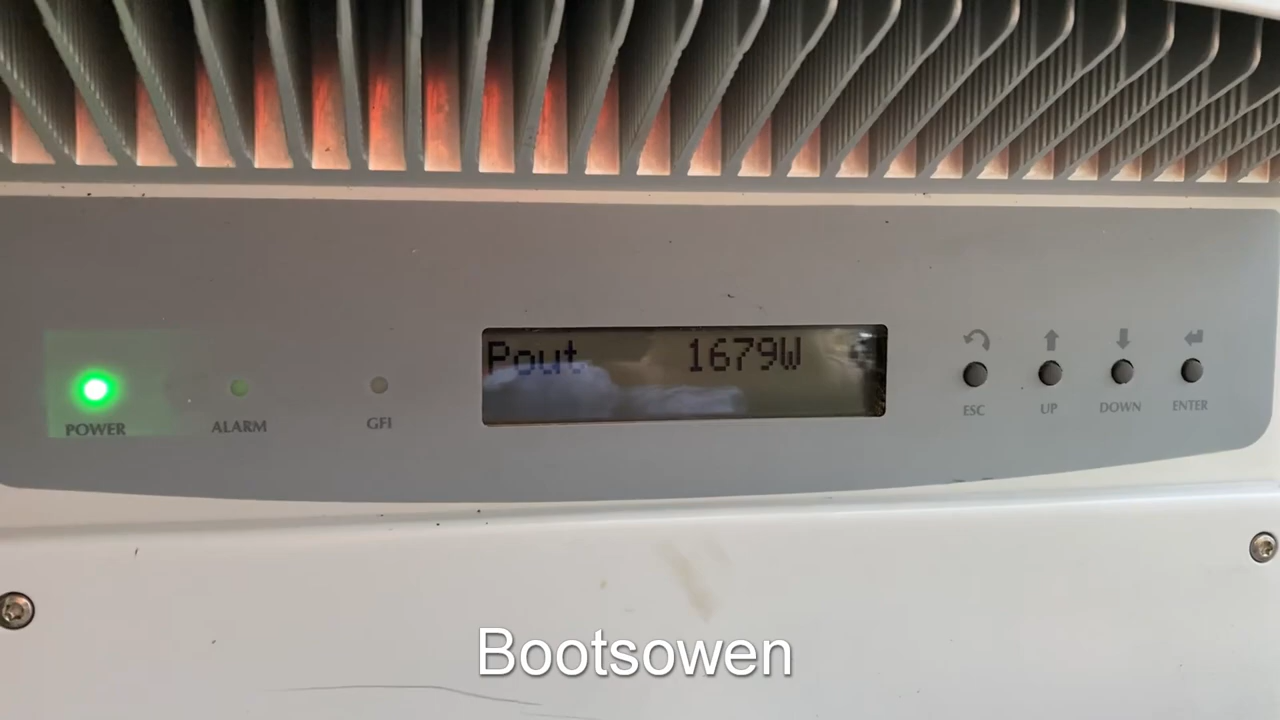 Pout 1679W
POWER
ALARM
GFI
ESC
UP
DOWN
ENTER
Bootsowen